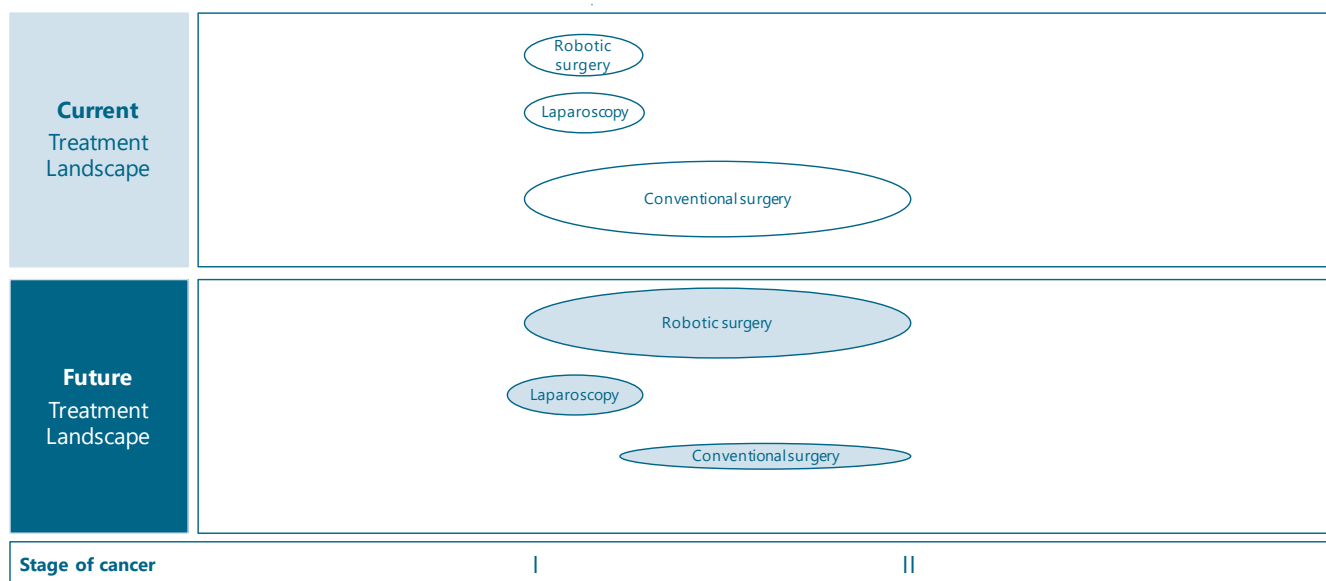 Current
Treatment
Landscape
Robotic
surgery
Laparoscopy
Conventional surgery
Future
Treatment
Landscape
Robotic surgery
Laparoscopy
Conventional surgery
Stage of cancer
I
II